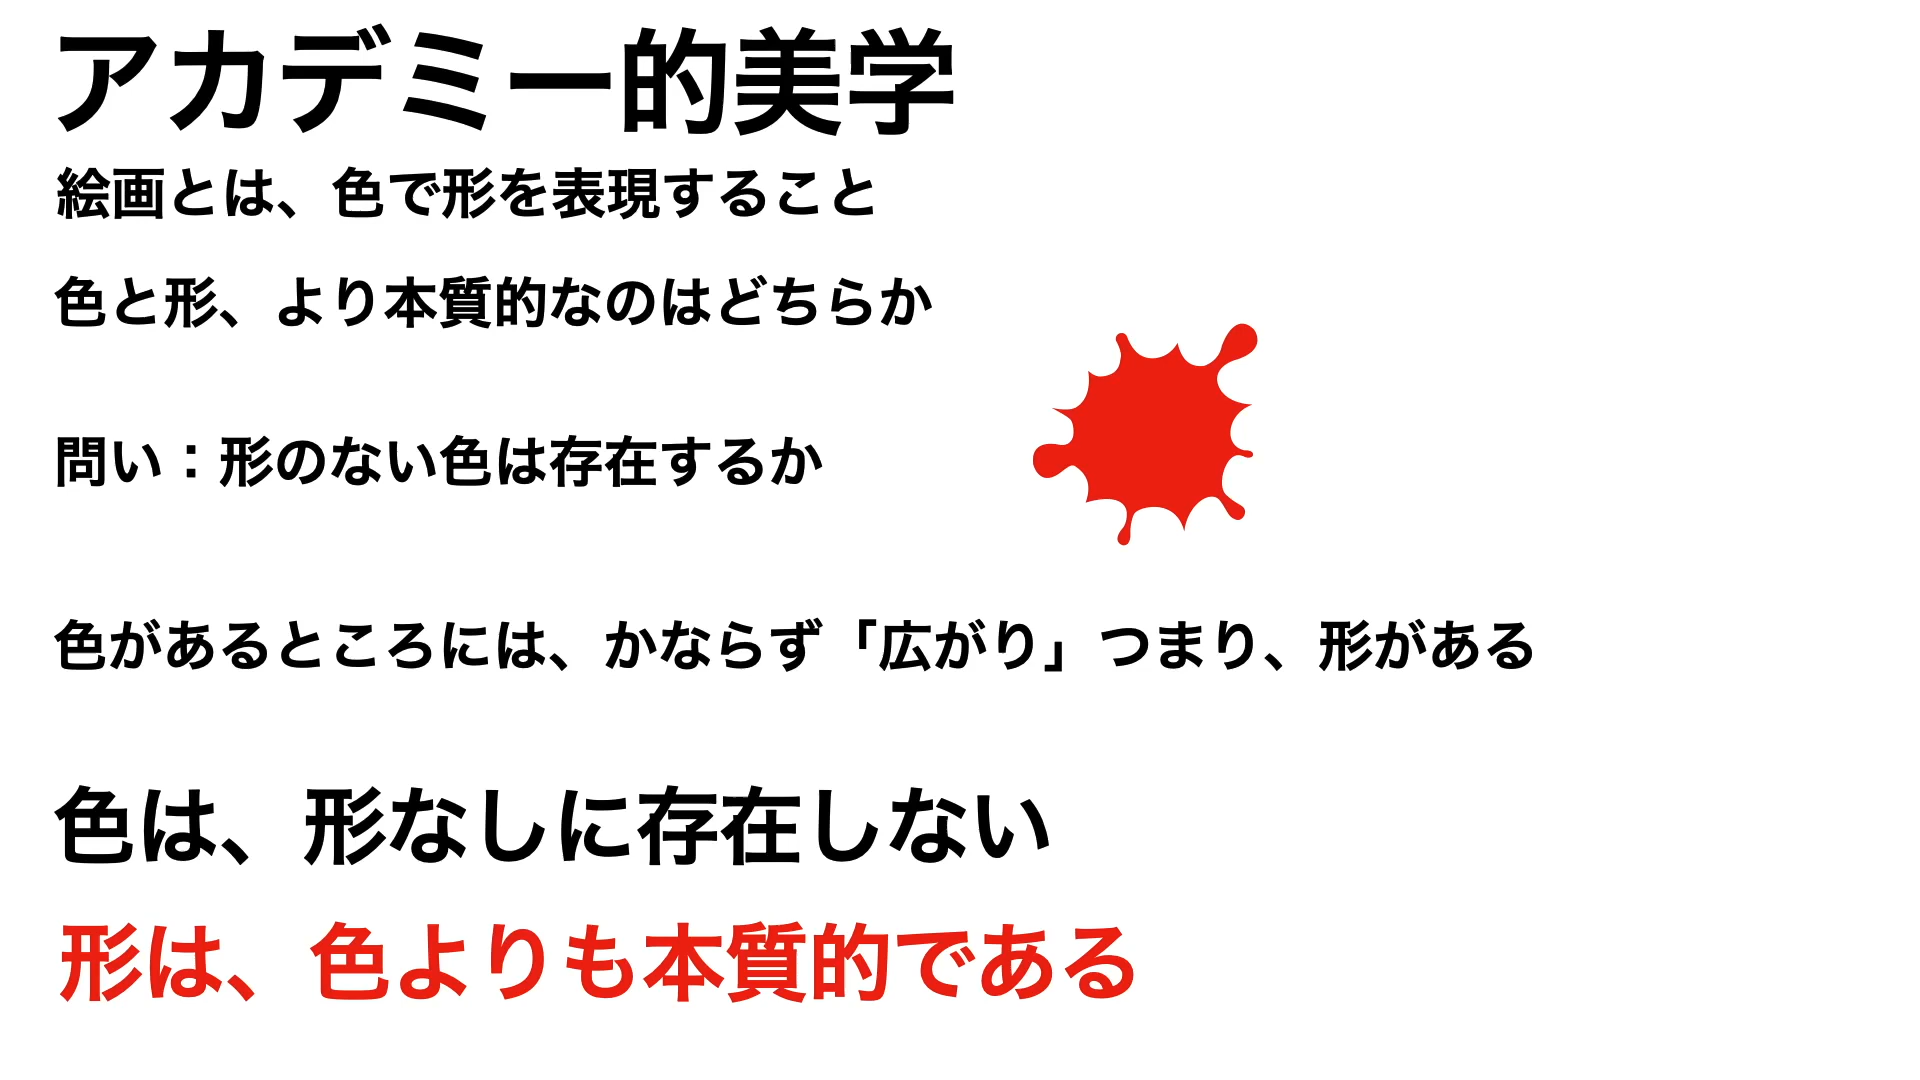 アカデミー的美学
絵画とは、色で形を表現すること
色と形、より本質的なのはどちらか
問い：形のない色は存在するか
色があるところには、かならず「広がり」つまり、形がある
色は、形なしに存在しない
形は、色よりも本質的である